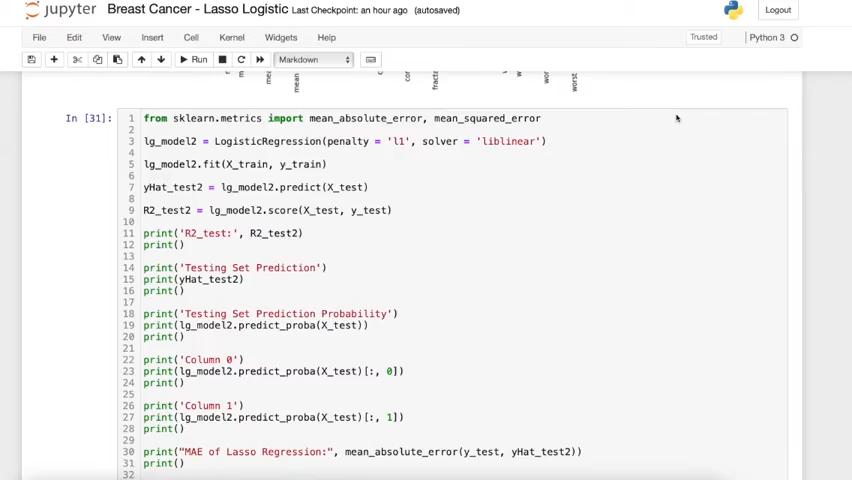 jupyter Breast Cancer - Lasso Logistic Last Checkpoint: an hour ago (autosaved) Logout
File Edit View Insert Cell Kernel Widgets Help Trusted Python 3
Run Markdown
In [31]:
1 from sklearn.metrics import mean_absolute_error, mean_squared_error
2
3 lg_model2 = LogisticRegression(penalty = 'l1', solver = 'liblinear')
4
5 lg_model2.fit(X_train, y_train)
6
7 yHat_test2 = lg_model2.predict(X_test)
8
9 R2_test2 = lg_model2.score(X_test, y_test)
10
11 print('R2_test:', R2_test2)
12 print()
13
14 print('Testing Set Prediction')
15 print(yHat_test2)
16 print()
17
18 print('Testing Set Prediction Probability')
19 print(lg_model2.predict_proba(X_test))
20 print()
21
22 print('Column 0')
23 print(lg_model2.predict_proba(X_test)[:, 0])
24 print()
25
26 print('Column 1')
27 print(lg_model2.predict_proba(X_test)[:, 1])
28 print()
29
30 print("MAE of Lasso Regression:", mean_absolute_error(y_test, yHat_test2))
31 print()
32